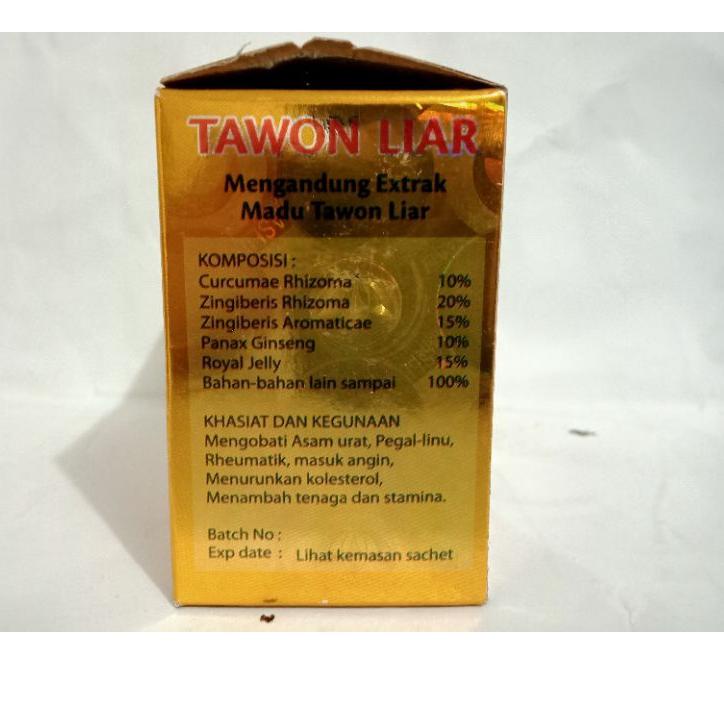 TAWON LIAR
Mengandung Extrak
Madu Tawon Liar
KOMPOSISI :
Curcumae Rhizoma 10%
Zingiberis Rhizoma 20%
Zingiberis Aromaticae 15%
Panax Ginseng 10%
Royal Jelly 15%
Bahan-bahan lain sampai 100%
KHASIAT DAN KEGUNAAN
Mengobati Asam urat, Pegal-linu,
Rheumatik, masuk angin,
Menurunkan kolesterol,
Menambah tenaga dan stamina.
Batch No :
Exp date : Lihat kemasan sachet